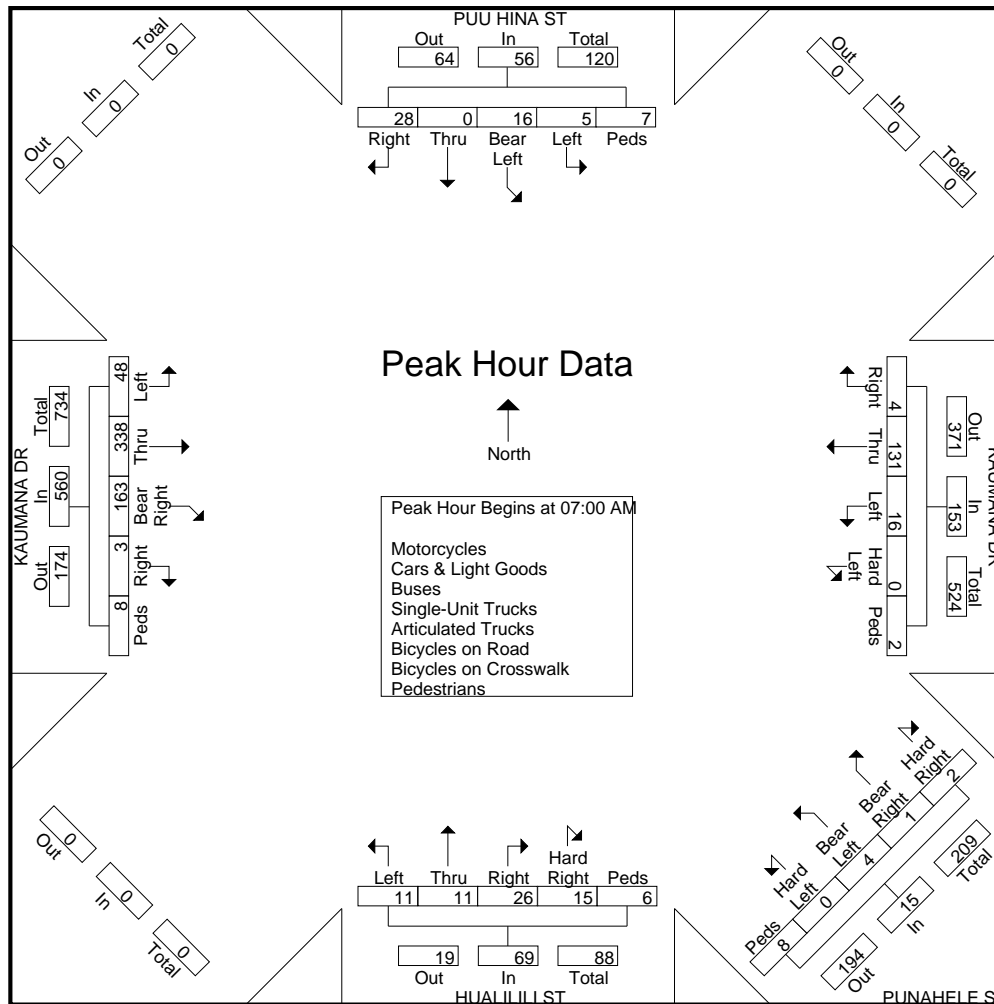 PUU HINA ST
Out In Total
64 56 120
28 0 16 5 7
Right Thru Bear Left Left Peds
Total
0
In
0
Out
0
Out
0
In
0
Total
0
KAUMANA DR
Total In Out
734 560 174
48 338 163 3 8
Left Thru Bear Right Right Peds
Peak Hour Data
North
Peak Hour Begins at 07:00 AM
Motorcycles
Cars & Light Goods
Buses
Single-Unit Trucks
Articulated Trucks
Bicycles on Road
Bicycles on Crosswalk
Pedestrians
Right Thru Left Hard Left Peds
4 131 16 0 2
Out In Total
371 153 524
KAUMANA DR
Out
0
In
0
Total
0
Left Thru Right Hard Right Peds
11 11 26 15 6
19 69 88
Out In Total
HUALILILI ST
Hard Right
2
Bear Right
1
Bear Left
4
Hard Left
0
Peds
8
209
Total
15
In
194
Out
PUNAHELE S